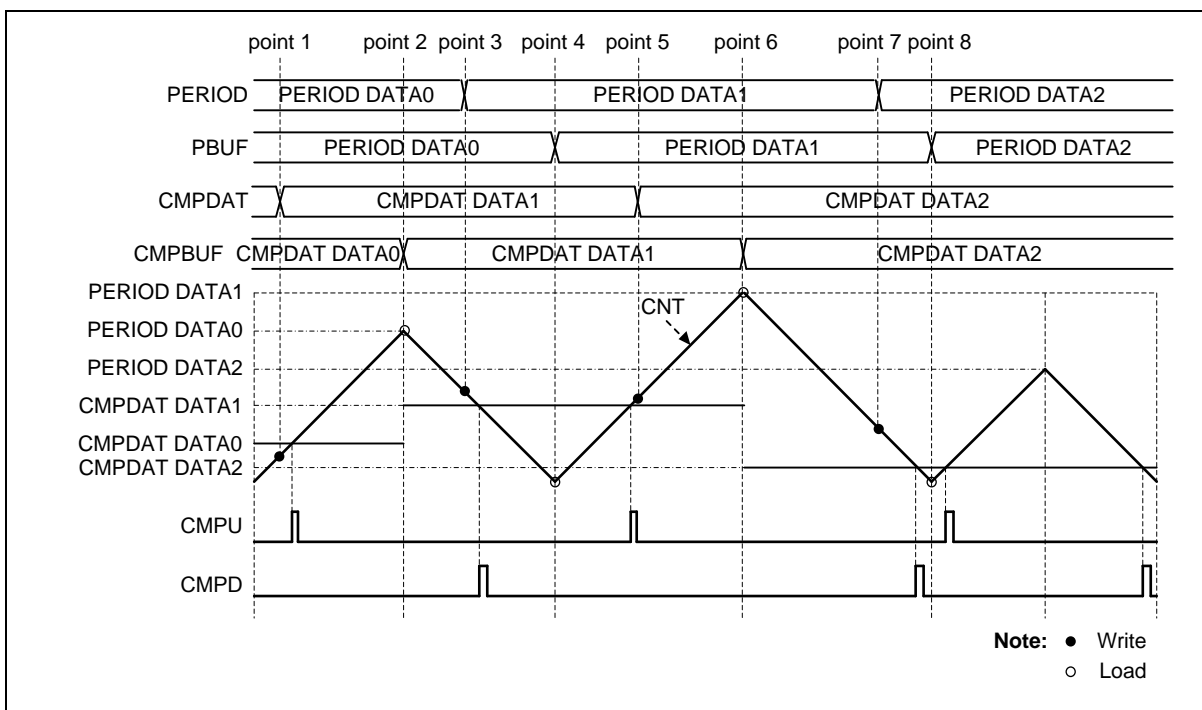 point 1 point 2 point 3 point 4 point 5 point 6 point 7 point 8
PERIOD PERIOD DATA0 PERIOD DATA1 PERIOD DATA2
PBUF PERIOD DATA0 PERIOD DATA1 PERIOD DATA2
CMPDAT CMPDAT DATA1 CMPDAT DATA2
CMPBUF CMPDAT DATA0 CMPDAT DATA1 CMPDAT DATA2
PERIOD DATA1
CNT
PERIOD DATA0
PERIOD DATA2
CMPDAT DATA1
CMPDAT DATA0
CMPDAT DATA2
CMPU
CMPD
Note: ● Write
○ Load